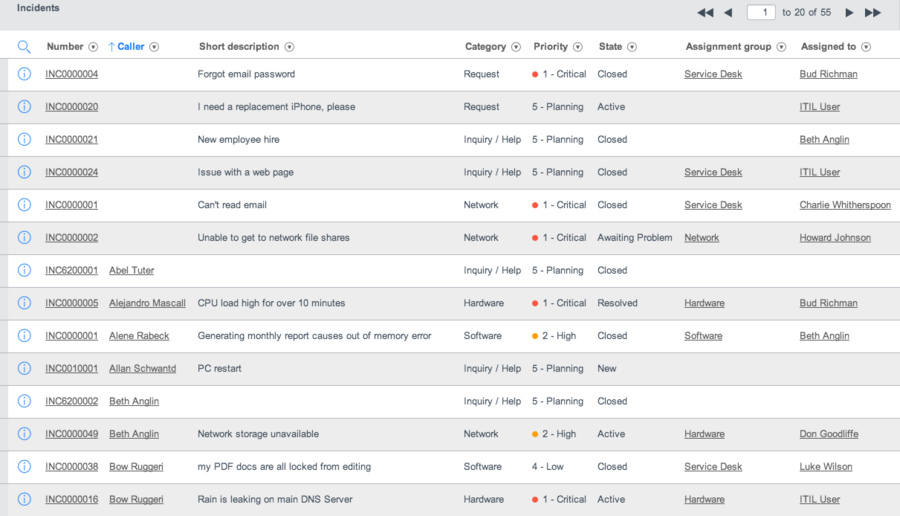 Incidents
1 to 20 of 55
Number Caller Short description Category Priority State Assignment group Assigned to
INC0000004 Forgot email password Request 1 - Critical Closed Service Desk Bud Richman
INC0000020 I need a replacement iPhone, please Request 5 - Planning Active ITIL User
INC0000021 New employee hire Inquiry / Help 5 - Planning Closed Beth Anglin
INC0000024 Issue with a web page Inquiry / Help 5 - Planning Closed Service Desk ITIL User
INC0000001 Can't read email Network 1 - Critical Closed Service Desk Charlie Whitherspoon
INC0000002 Unable to get to network file shares Network 1 - Critical Awaiting Problem Network Howard Johnson
INC6200001 Abel Tuter Inquiry / Help 5 - Planning Closed
INC0000005 Alejandro Mascall CPU load high for over 10 minutes Hardware 1 - Critical Resolved Hardware Bud Richman
INC0000001 Alene Rabeck Generating monthly report causes out of memory error Software 2 - High Closed Software Beth Anglin
INC0010001 Allan Schwantd PC restart Inquiry / Help 5 - Planning New
INC6200002 Beth Anglin Inquiry / Help 5 - Planning Closed
INC0000049 Beth Anglin Network storage unavailable Network 2 - High Active Hardware Don Goodliffe
INC0000038 Bow Ruggeri my PDF docs are all locked from editing Software 4 - Low Closed Service Desk Luke Wilson
INC0000016 Bow Ruggeri Rain is leaking on main DNS Server Hardware 1 - Critical Active Hardware ITIL User